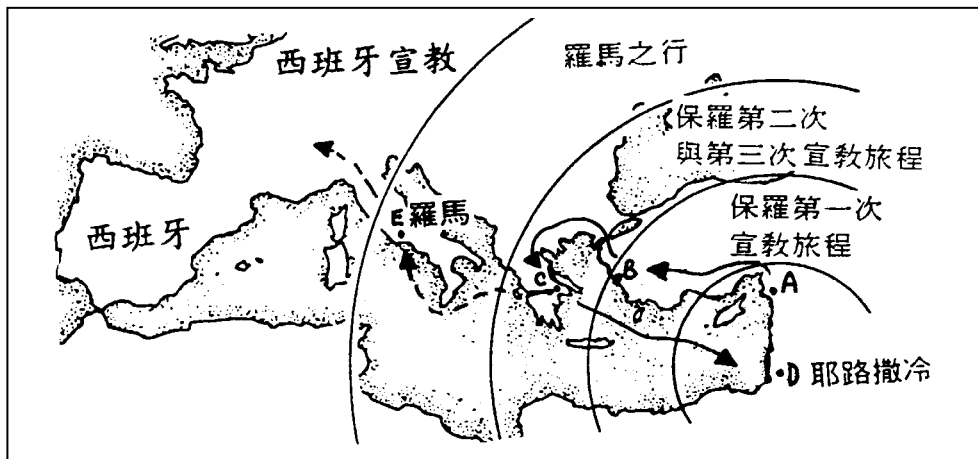 西班牙宣教
羅馬之行
保羅第二次
與第三次宣教旅程
保羅第一次
宣教旅程
E羅馬
西班牙
C
B
A
D 耶路撒冷